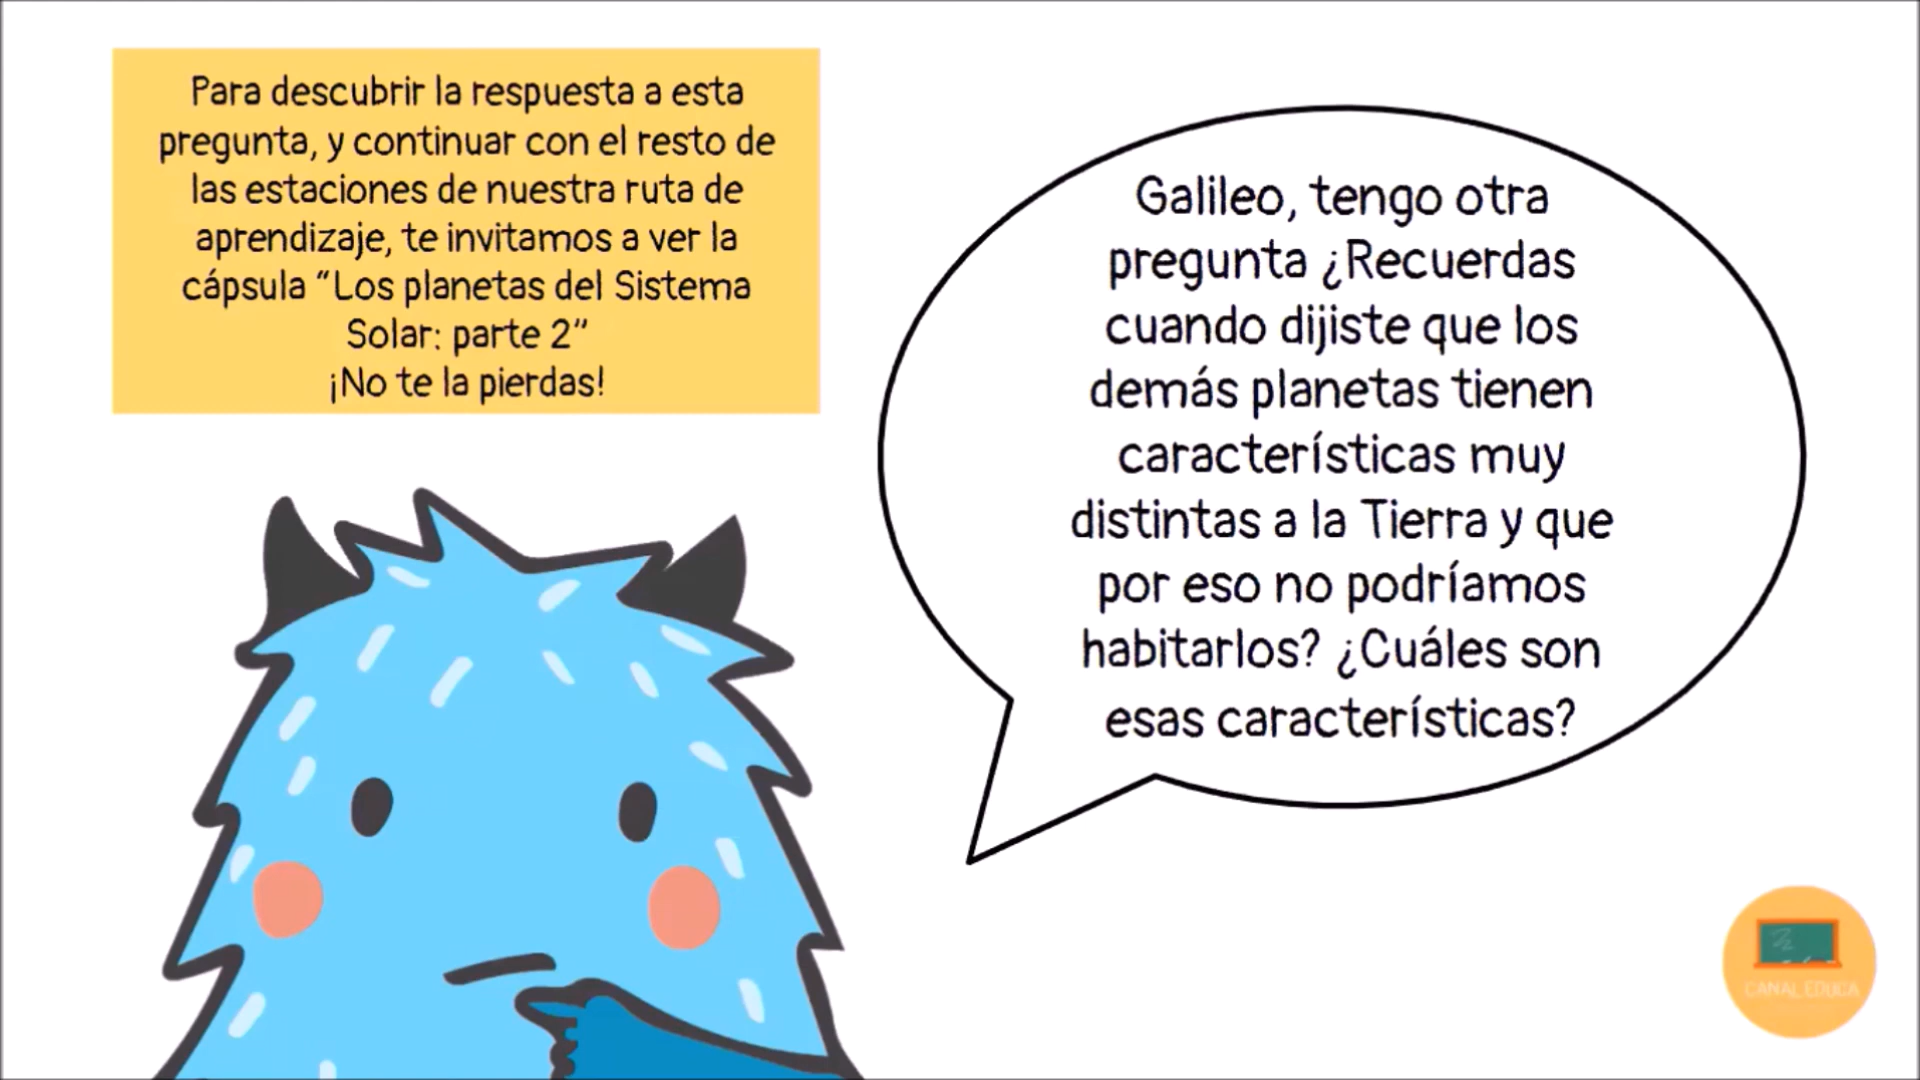 Para descubrir la respuesta a esta
pregunta, y continuar con el resto de
las estaciones de nuestra ruta de
aprendizaje, te invitamos a ver la
cápsula “Los planetas del Sistema
Solar: parte 2”
¡No te la pierdas!
Galileo, tengo otra
pregunta ¿Recuerdas
cuando dijiste que los
demás planetas tienen
características muy
distintas a la Tierra y que
por eso no podríamos
habitarlos? ¿Cuáles son
esas características?
CANAL EDUCA